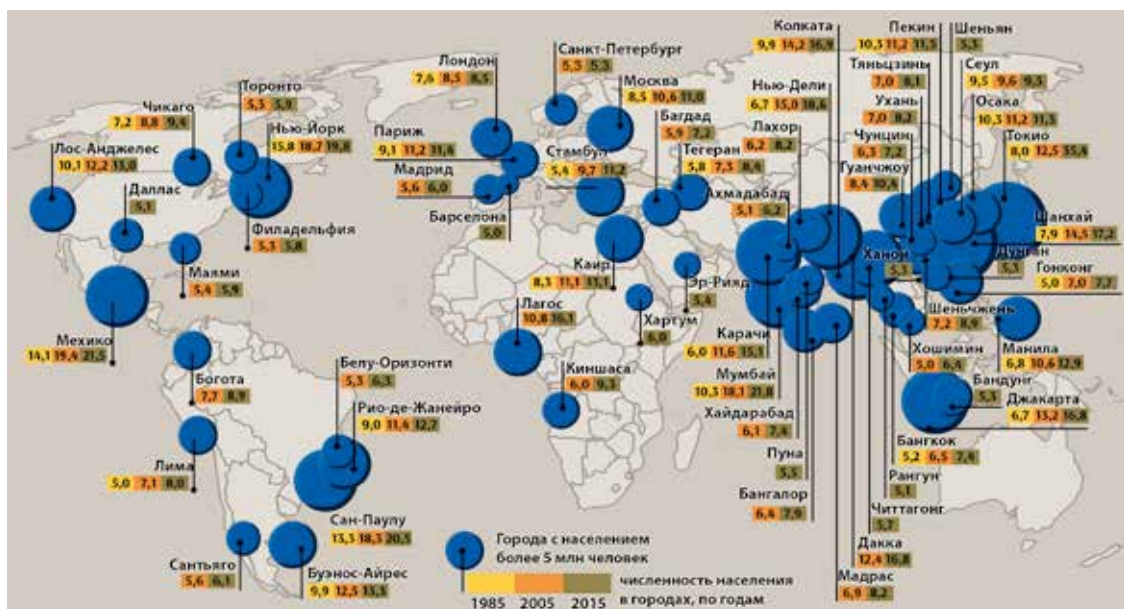 Колката
9,9 14,2 16,9
Пекин
10,3 11,2 11,3
Шеньян
5,3
Санкт-Петербург
5,3 5,3
Лондон
7,6 8,5 8,5
Москва
8,5 10,6 11,0
Нью-Дели
6,7 15,0 18,6
Тяньцзинь
7,0 8,1
Сеул
9,5 9,6 9,5
Торонто
5,3 5,9
Чикаго
7,2 8,8 9,4
Нью-Йорк
15,8 18,7 19,8
Багдад
5,9 7,2
Ухань
7,0 8,2
Осака
10,3 11,2 11,3
Париж
9,1 11,2 11,4
Лахор
6,2 8,2
Чунцин
6,3 7,2
Токио
Лос-Анджелес
10,1 12,2 13,0
Стамбул
5,4 9,7 11,2
Тегеран
5,8 7,3 8,4
Гуанчжоу
8,4 10,4
Мадрид
5,6 6,0
Даллас
5,1
Ахмадабад
5,1 5,2
Барселона
5,0
Филадельфия
5,3 5,8
Шанхай
7,9 14,5 17,2
Ханой
5,3
Дунган
5,3
Маями
5,4 5,9
Каир
8,3 11,1 13,1
Эр-Рияд
5,4
Гонконг
5,0 7,0 7,7
Лагос
10,8 16,1
Хартум
6,0
Шеньчжень
7,2 8,9
Мехико
14,1 19,4 21,5
Карачи
6,0 11,6 15,1
Хошимин
5,0 6,4
Манила
6,8 10,6 12,9
Белу-Оризонти
5,3 6,3
Киншаса
6,0 9,3
Богота
7,7 8,9
Мумбай
10,3 18,1 21,8
Бандунг
5,3
Рио-де-Жанейро
9,0 11,4 12,7
Джакарта
6,7 13,2 16,8
Хайдарабад
6,1 7,4
Бангкок
5,2 6,5 7,4
Лима
5,0 7,1 8,0
Пуна
5,5
Рангун
5,1
Бангалор
6,4 7,9
Читтагонг
Сан-Паулу
13,3 18,3 20,5
Города с населением
более 5 млн человек
Дакка
12,4 16,8
Сантьяго
5,6 6,1
Буэнос-Айрес
9,9 12,5 13,3
Мадрас
6,9 8,2
1985 2005 2015
численность населения
в городах, по годам